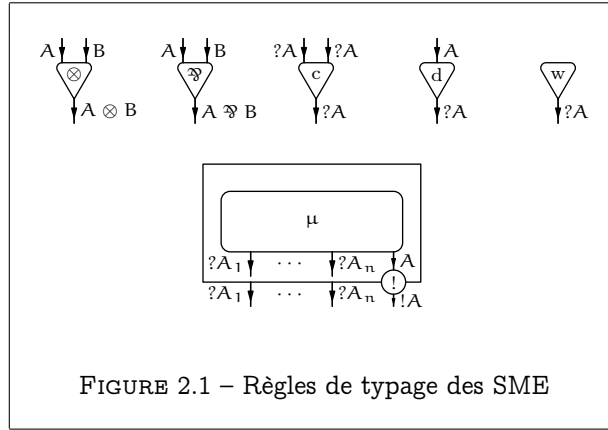 A B A B ?A ?A A
⊗ ⅋ c d w
A ⊗ B A ⅋ B ?A ?A ?A
μ
?A₁ ··· ?Aₙ A
!
?A₁ ··· ?Aₙ !A
FIGURE 2.1 – Règles de typage des SME